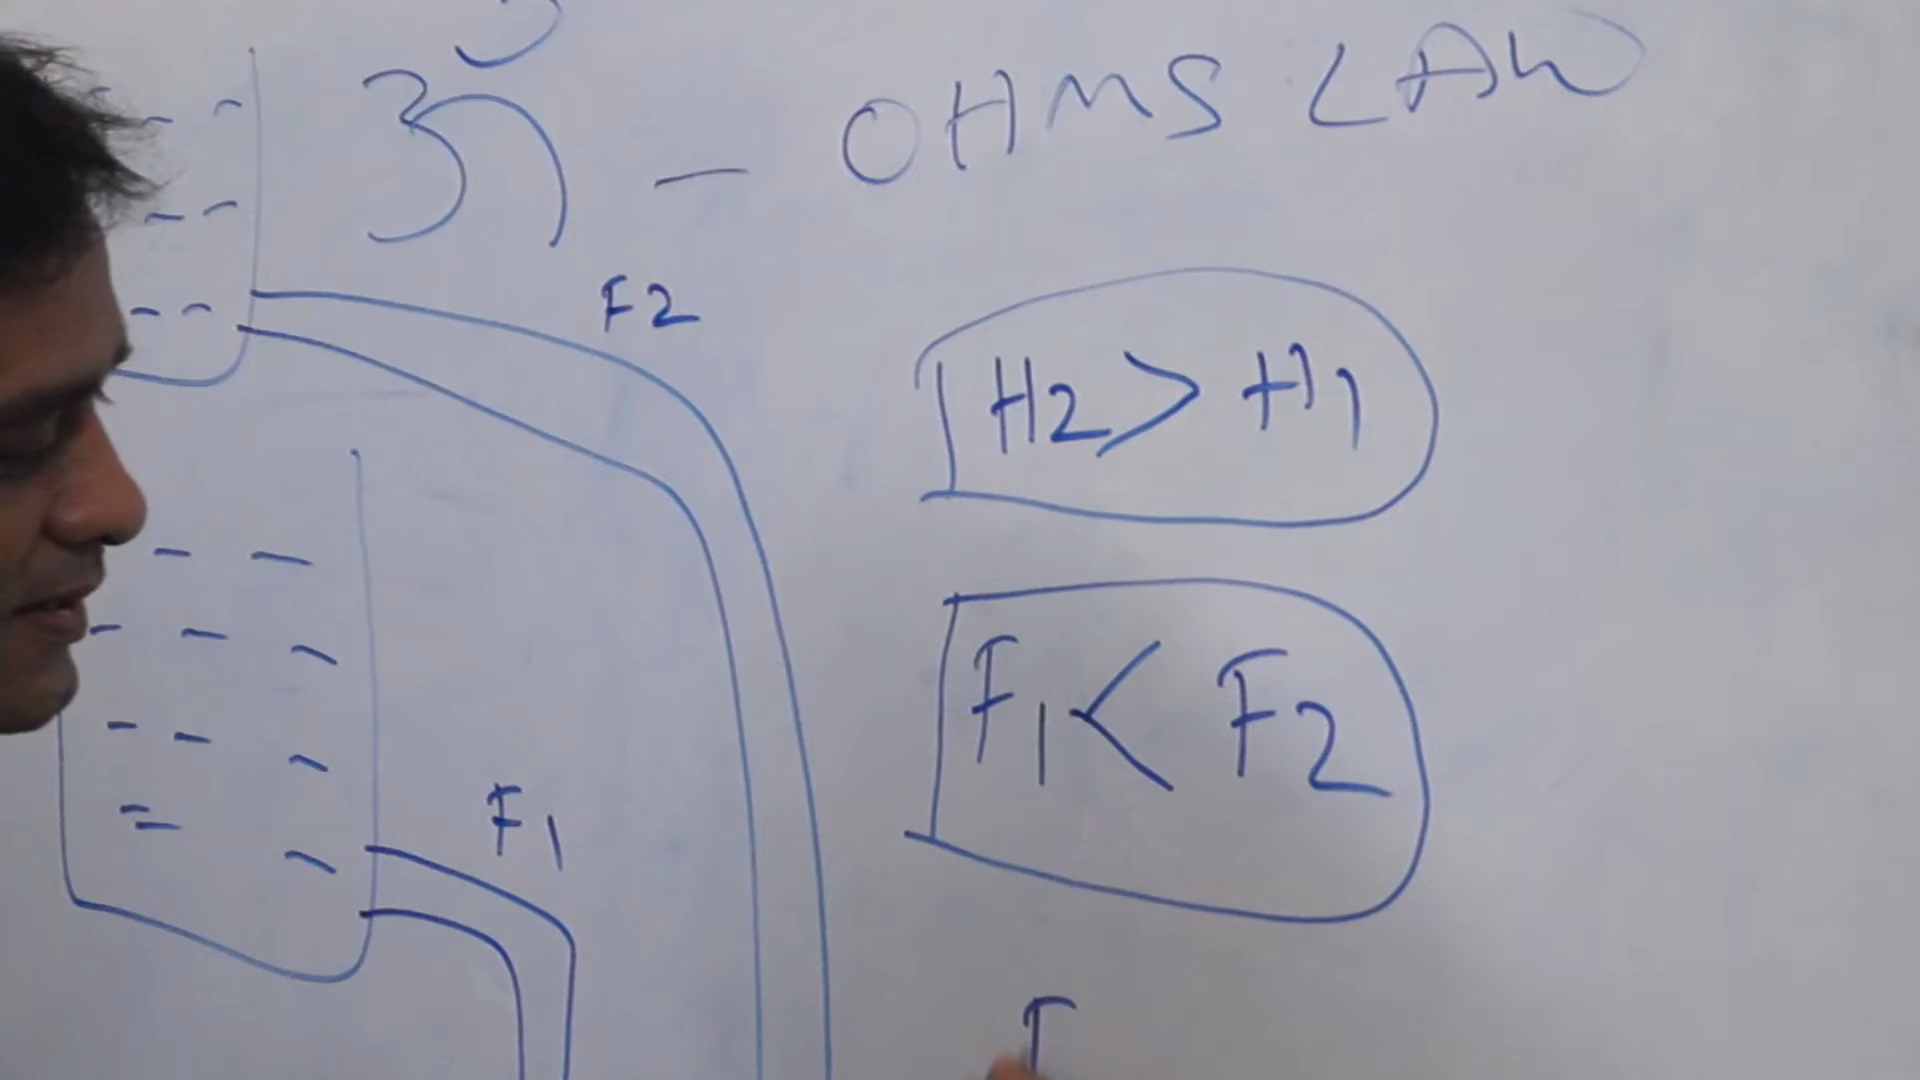 3) — OHMS LAW
F2
H2 > H1
F1 < F2
F1